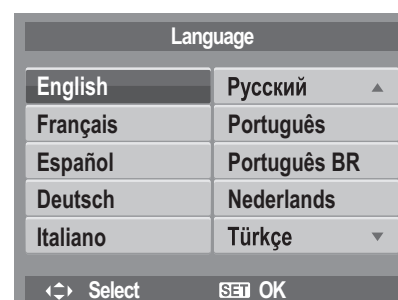 Language
English
Français
Español
Deutsch
Italiano
Русский
Português
Português BR
Nederlands
Türkçe
Select SET OK